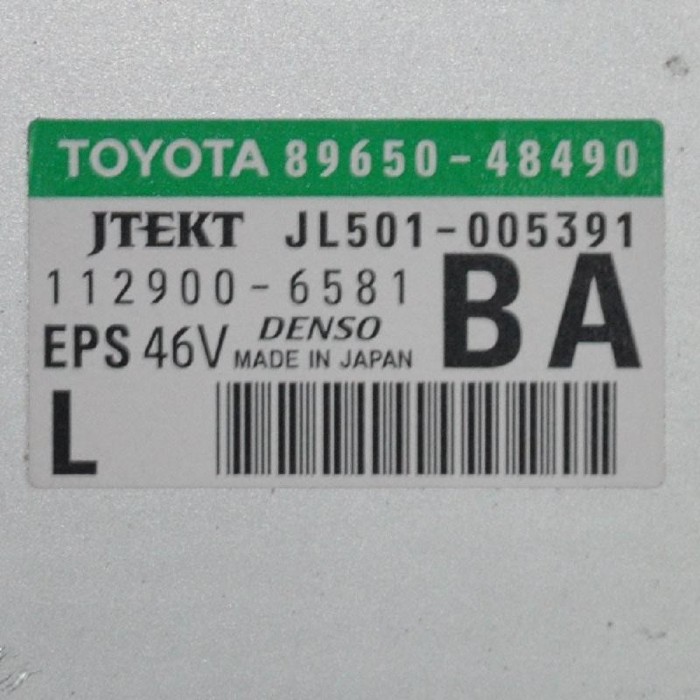 TOYOTA 89650-48490
JTEKT JL501-005391
112900-6581 BA
EPS 46V DENSO
MADE IN JAPAN
L